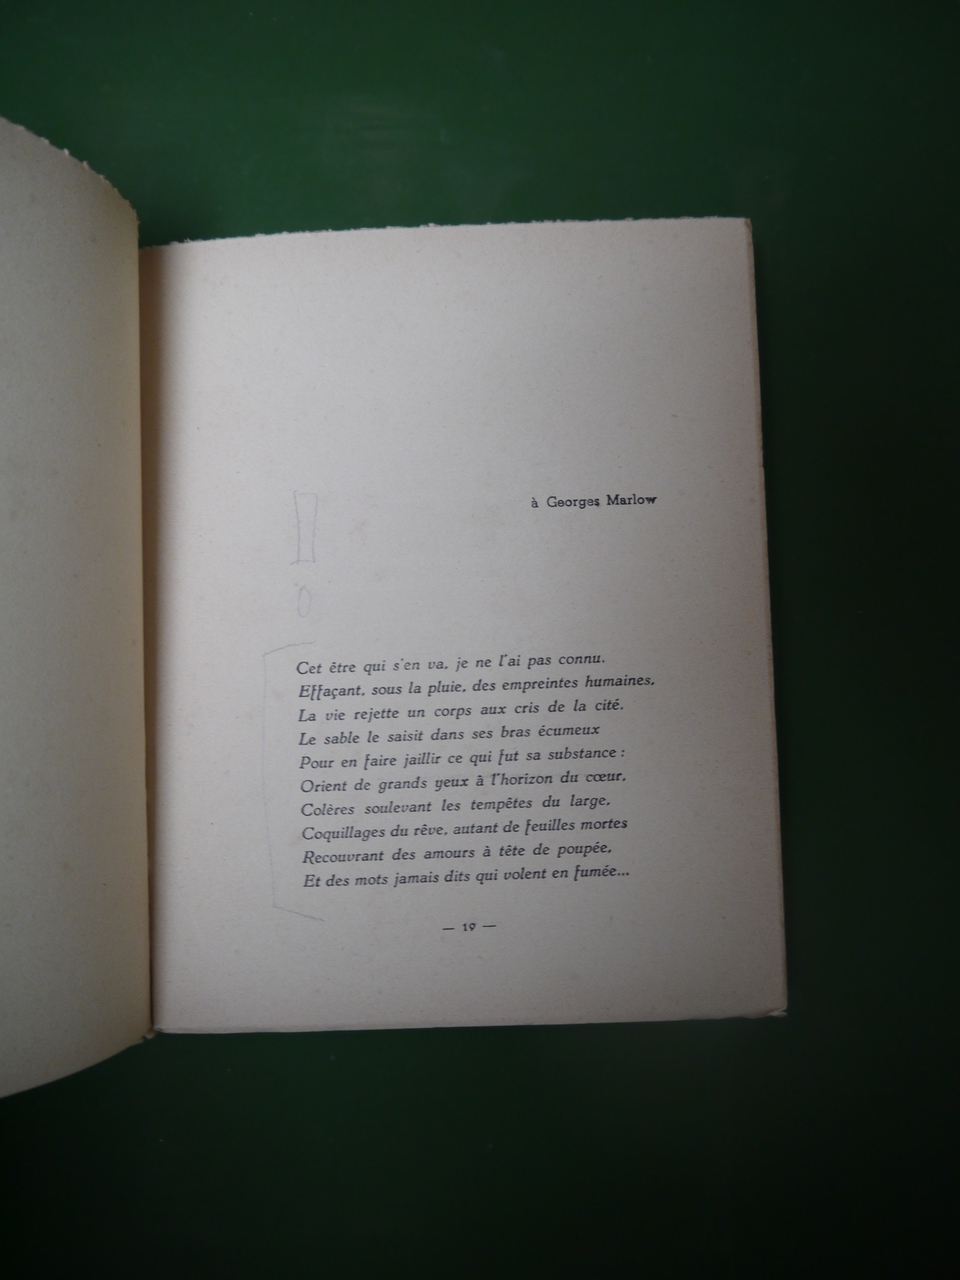 à Georges Marlow
Cet être qui s'en va, je ne l'ai pas connu.
Effaçant, sous la pluie, des empreintes humaines,
La vie rejette un corps aux cris de la cité.
Le sable le saisit dans ses bras écumeux
Pour en faire jaillir ce qui fut sa substance :
Orient de grands yeux à l'horizon du cœur,
Colères soulevant les tempêtes du large,
Coquillages du rêve, autant de feuilles mortes
Recouvrant des amours à tête de poupée,
Et des mots jamais dits qui volent en fumée...
— 19 —